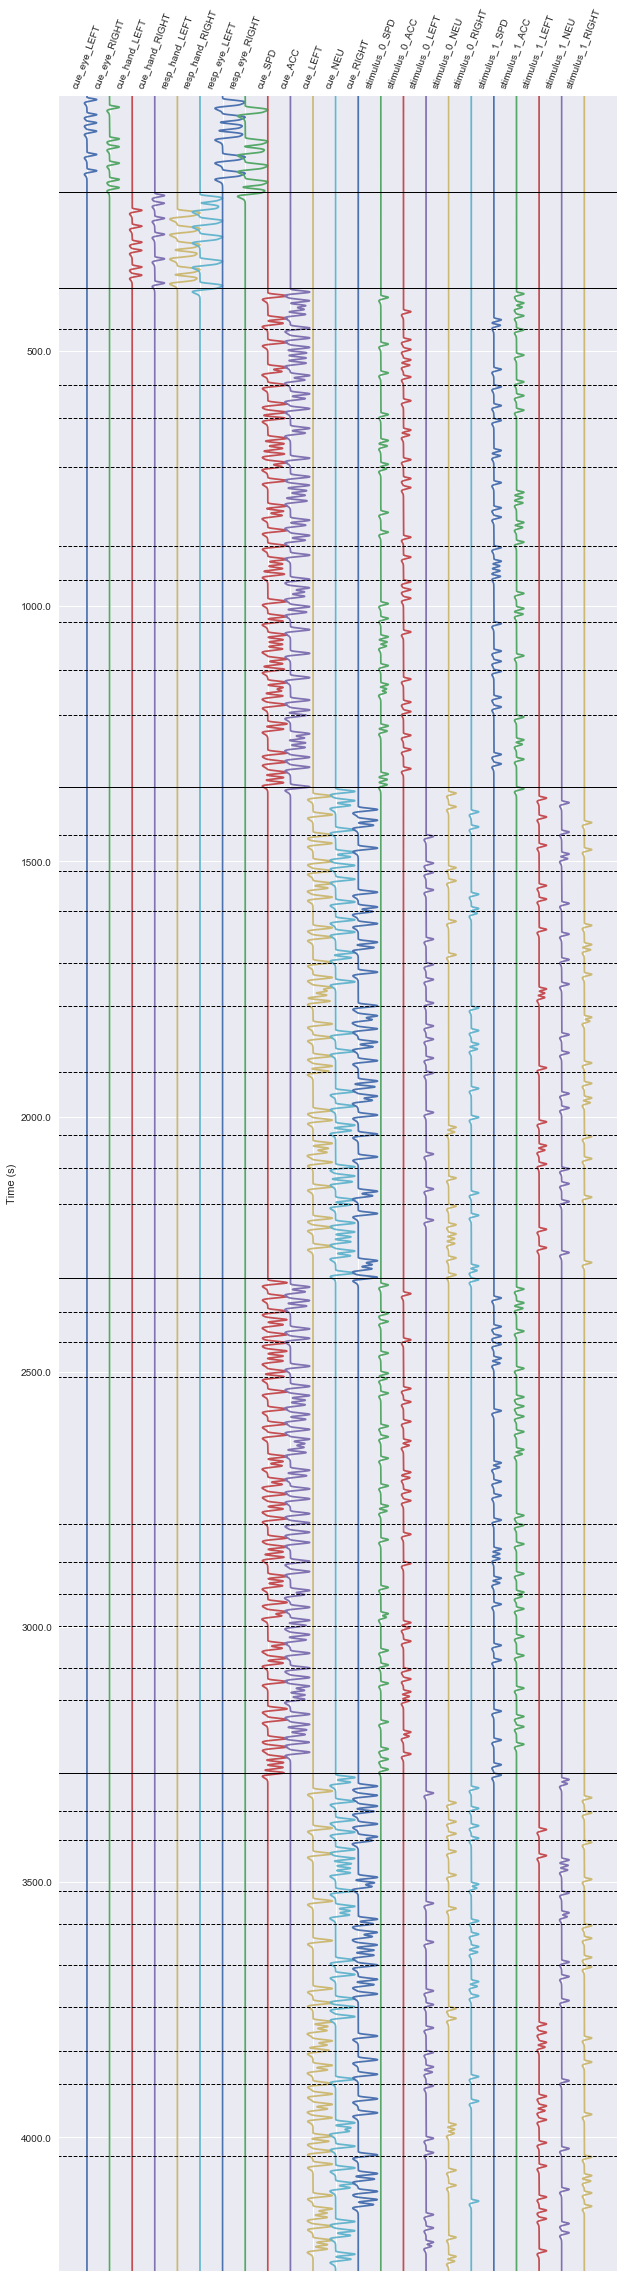 cue_eye_LEFT
cue_eye_RIGHT
cue_hand_LEFT
cue_hand_RIGHT
resp_hand_LEFT
resp_hand_RIGHT
resp_eye_LEFT
resp_eye_RIGHT
cue_SPD
cue_ACC
cue_LEFT
cue_NEU
cue_RIGHT
stimulus_0_SPD
stimulus_0_ACC
stimulus_0_LEFT
stimulus_0_NEU
stimulus_0_RIGHT
stimulus_1_SPD
stimulus_1_ACC
stimulus_1_LEFT
stimulus_1_NEU
stimulus_1_RIGHT
500.0
1000.0
1500.0
2000.0
Time (s)
2500.0
3000.0
3500.0
4000.0